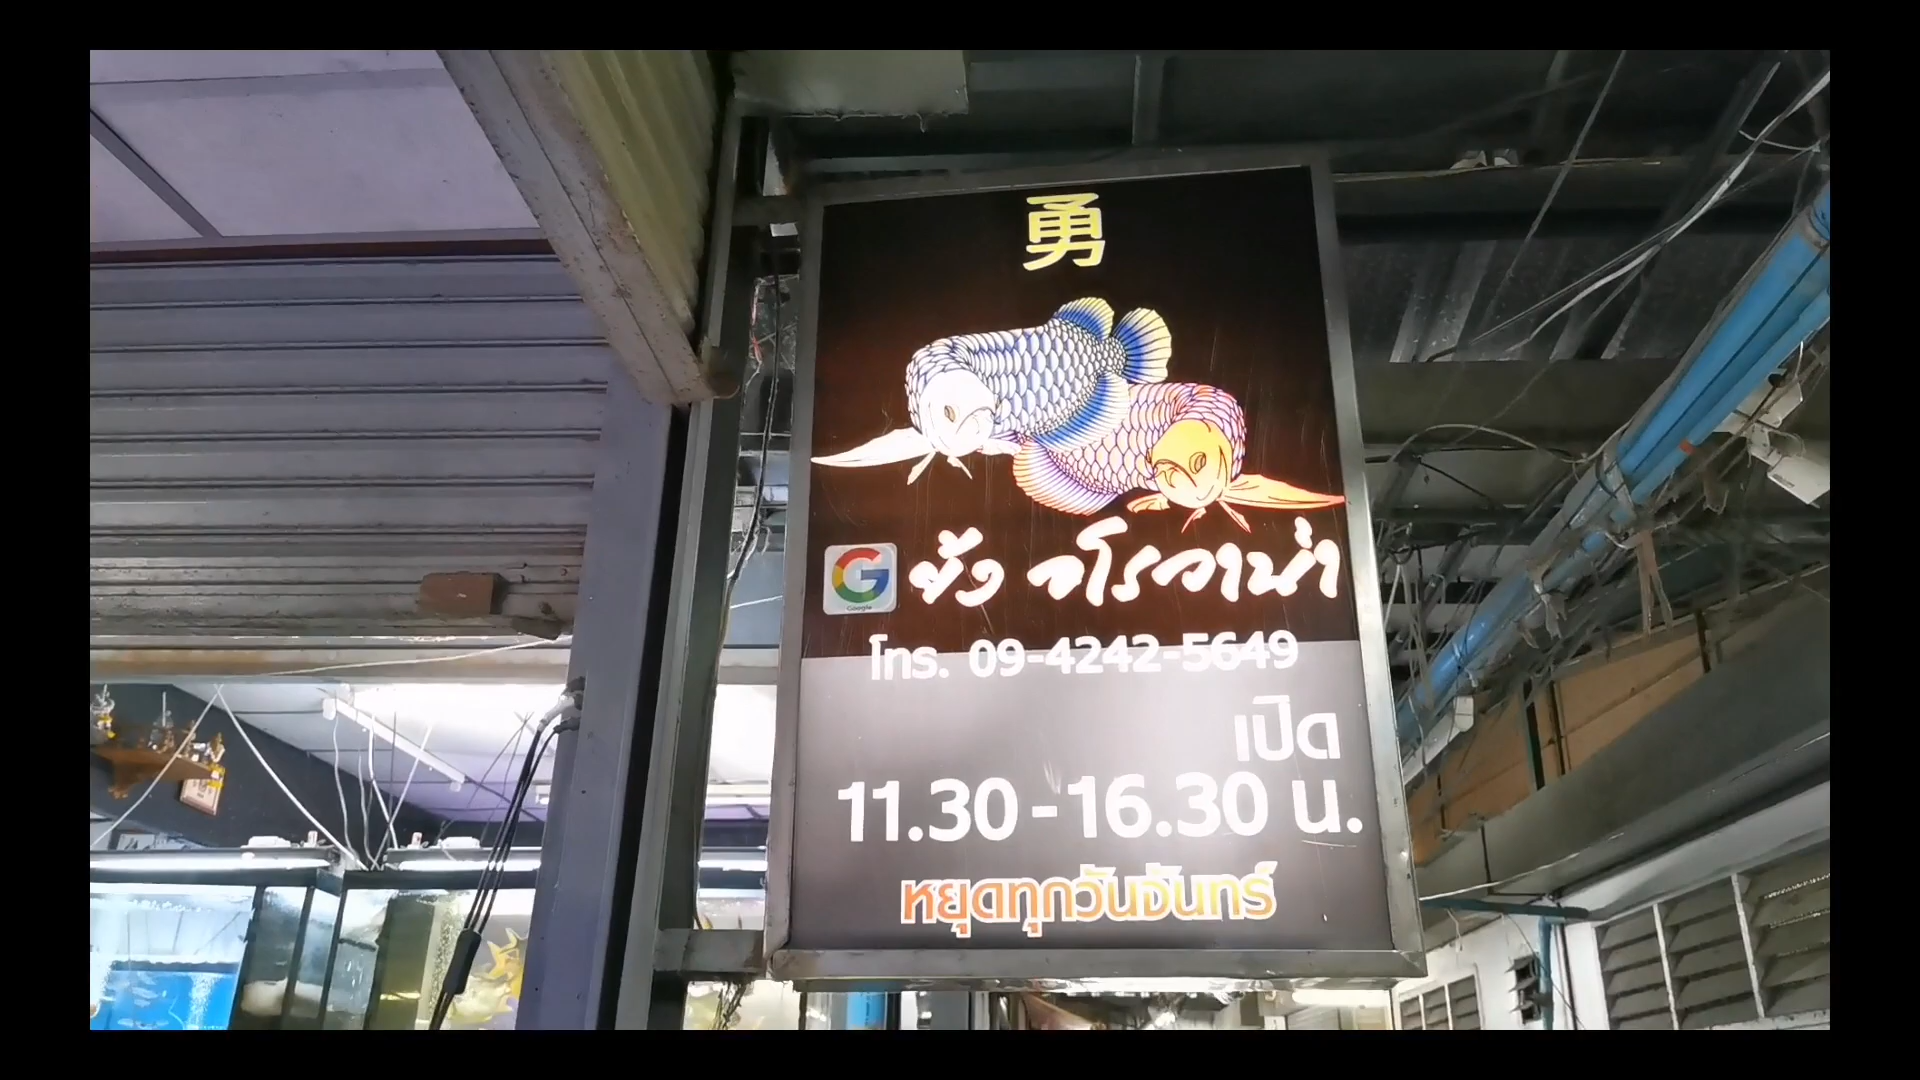 勇
Google
ยัง อโรวาน่า
โทร. 09-4242-5649
เปิด
11.30 - 16.30 น.
หยุดทุกวันจันทร์